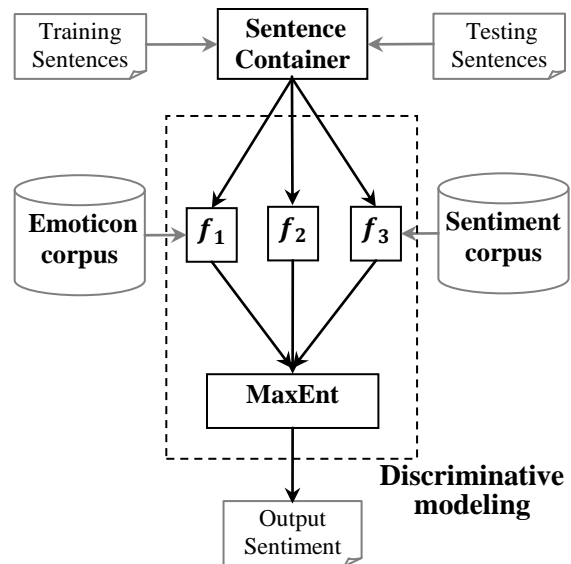 Training
Sentences
Sentence
Container
Testing
Sentences
Emoticon
corpus
f₁
f₂
f₃
Sentiment
corpus
MaxEnt
Discriminative
modeling
Output
Sentiment